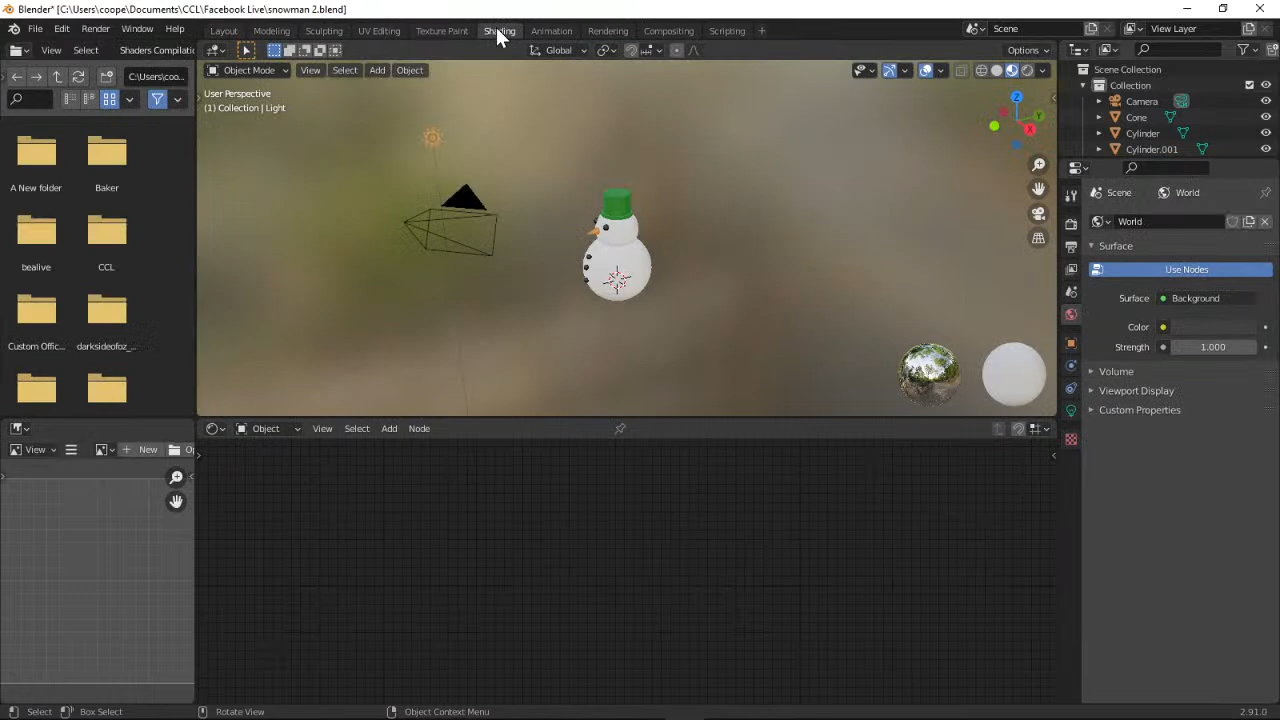 Blender* [C:\Users\coope\Documents\CCL\Facebook Live\snowman 2.blend]
File Edit Render Window Help
Layout Modeling Sculpting UV Editing Texture Paint Shading Animation Rendering Compositing Scripting
Scene
View Layer
View Select Shaders Compilati
Global
Options
C:\Users\coo...
Object Mode View Select Add Object
User Perspective
(1) Collection | Light
A New folder
Baker
bealive
CCL
Custom Offic...
darksideofoz_...
Z
Y
X
Scene Collection
Collection
Camera
Cone
Cylinder
Cylinder.001
Scene World
World
Surface
Use Nodes
Surface Background
Color
Strength 1.000
Volume
Viewport Display
Custom Properties
View New Op
Object View Select Add Node
Select Box Select Rotate View Object Context Menu 2.91.0